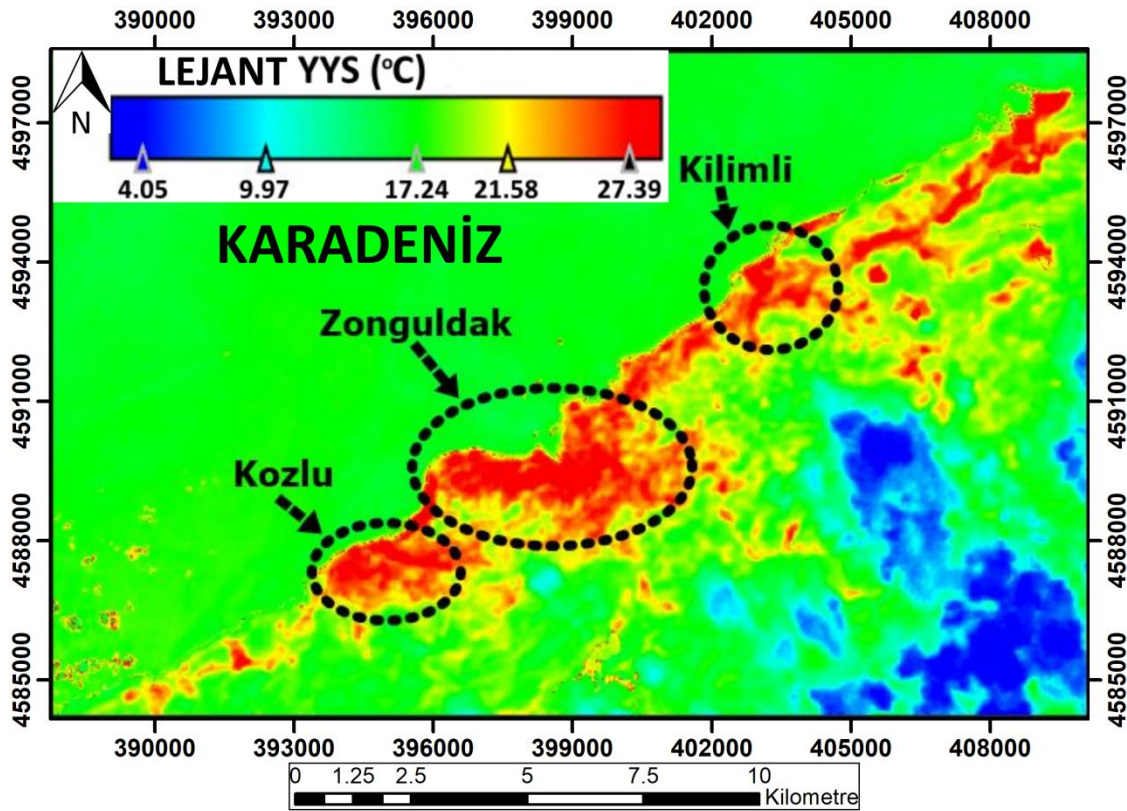 390000 393000 396000 399000 402000 405000 408000
LEJANT YYS (°C)
N
4.05 9.97 17.24 21.58 27.39
KARADENİZ
Kilimli
Zonguldak
Kozlu
4597000
4594000
4591000
4588000
4585000
4597000
4594000
4591000
4588000
4585000
390000 393000 396000 399000 402000 405000 408000
0 1.25 2.5 5 7.5 10
Kilometre